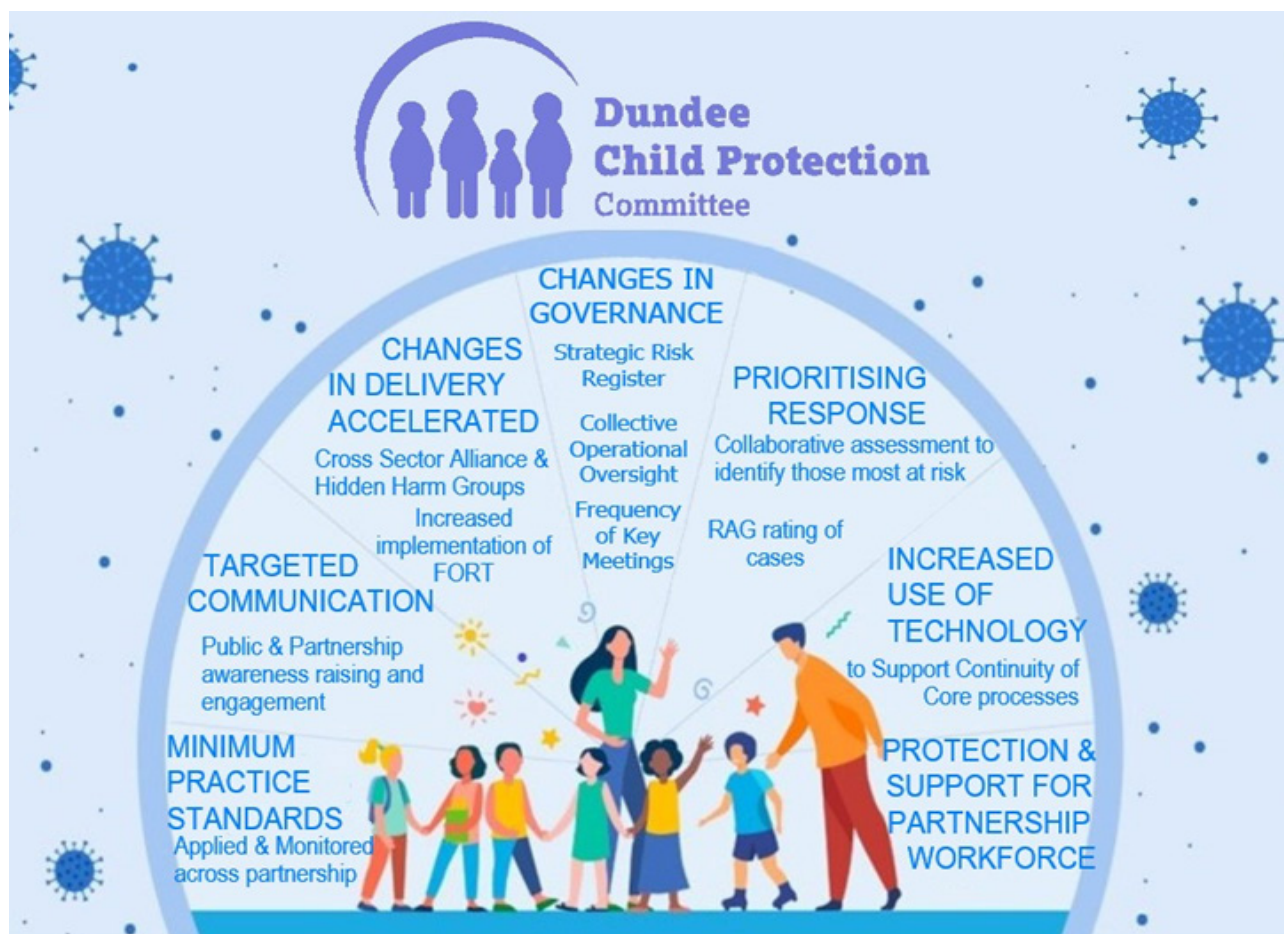 Dundee
Child Protection
Committee
CHANGES IN
GOVERNANCE
Strategic Risk
Register
Collective
Operational
Oversight
Frequency
of Key
Meetings
CHANGES
IN DELIVERY
ACCELERATED
Cross Sector Alliance &
Hidden Harm Groups
Increased
implementation of
FORT
PRIORITISING
RESPONSE
Collaborative assessment to
identify those most at risk
RAG rating of
cases
TARGETED
COMMUNICATION
Public & Partnership
awareness raising and
engagement
INCREASED
USE OF
TECHNOLOGY
to Support Continuity of
Core processes
MINIMUM
PRACTICE
STANDARDS
Applied & Monitored
across partnership
PROTECTION &
SUPPORT FOR
PARTNERSHIP
WORKFORCE